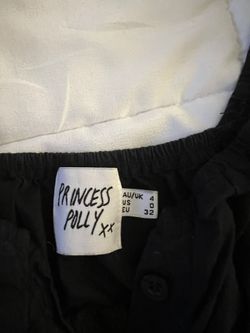 PRINCESS
POLLY xx
AU/UK 4
US 0
EU 32